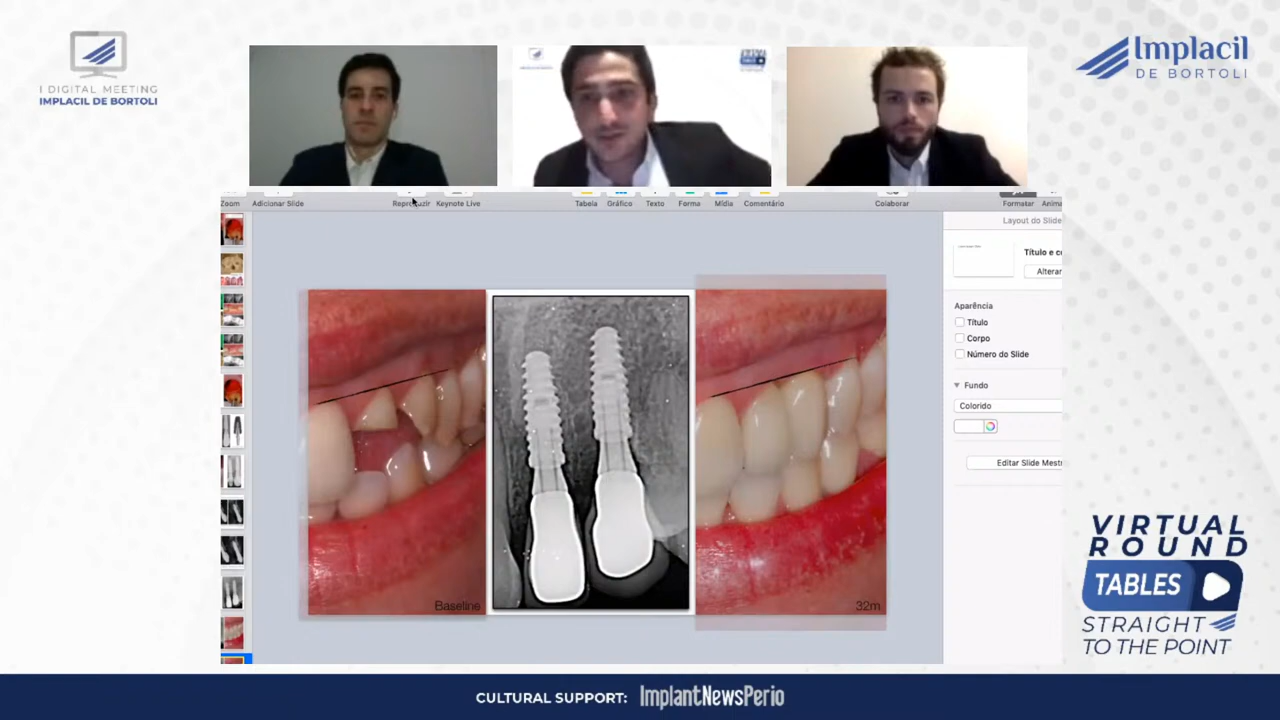 I DIGITAL MEETING
IMPLACIL DE BORTOLI
Implacil
DE BORTOLI
Zoom
Adicionar Slide
Reproduzir
Keynote Live
Tabela
Gráfico
Texto
Forma
Mídia
Comentário
Colaborar
Formatar
Anima
Layout do Slide
Título e c
Alterar
Aparência
Título
Corpo
Número do Slide
Fundo
Colorido
Editar Slide Mestr
Baseline
32m
VIRTUAL
ROUND
TABLES
STRAIGHT
TO THE POINT
CULTURAL SUPPORT: ImplantNewsPerio